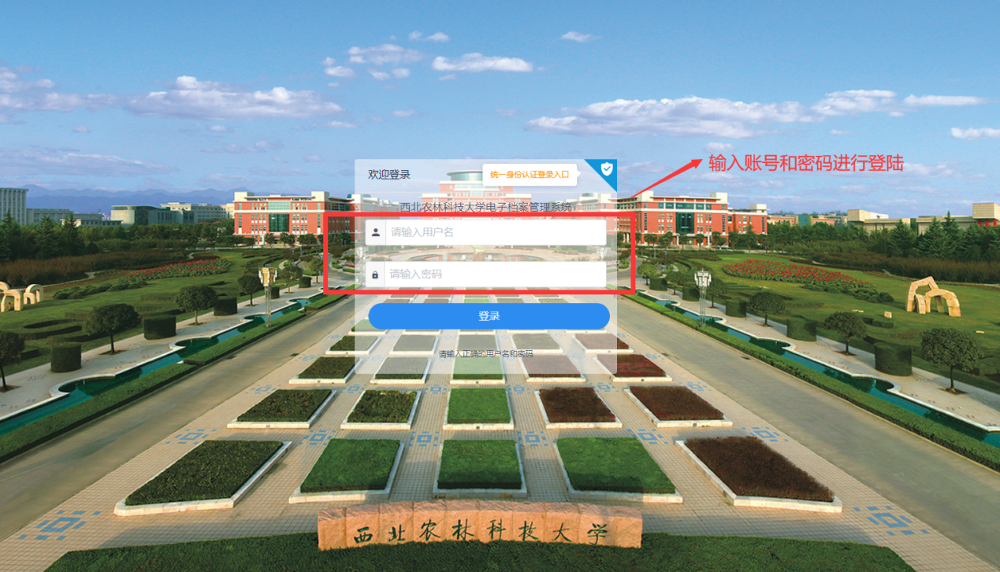 欢迎登录
统一身份认证登录入口
输入账号和密码进行登陆
西北农林科技大学电子档案管理系统
请输入用户名
请输入密码
登录
请输入正确的用户名和密码
西北农林科技大学